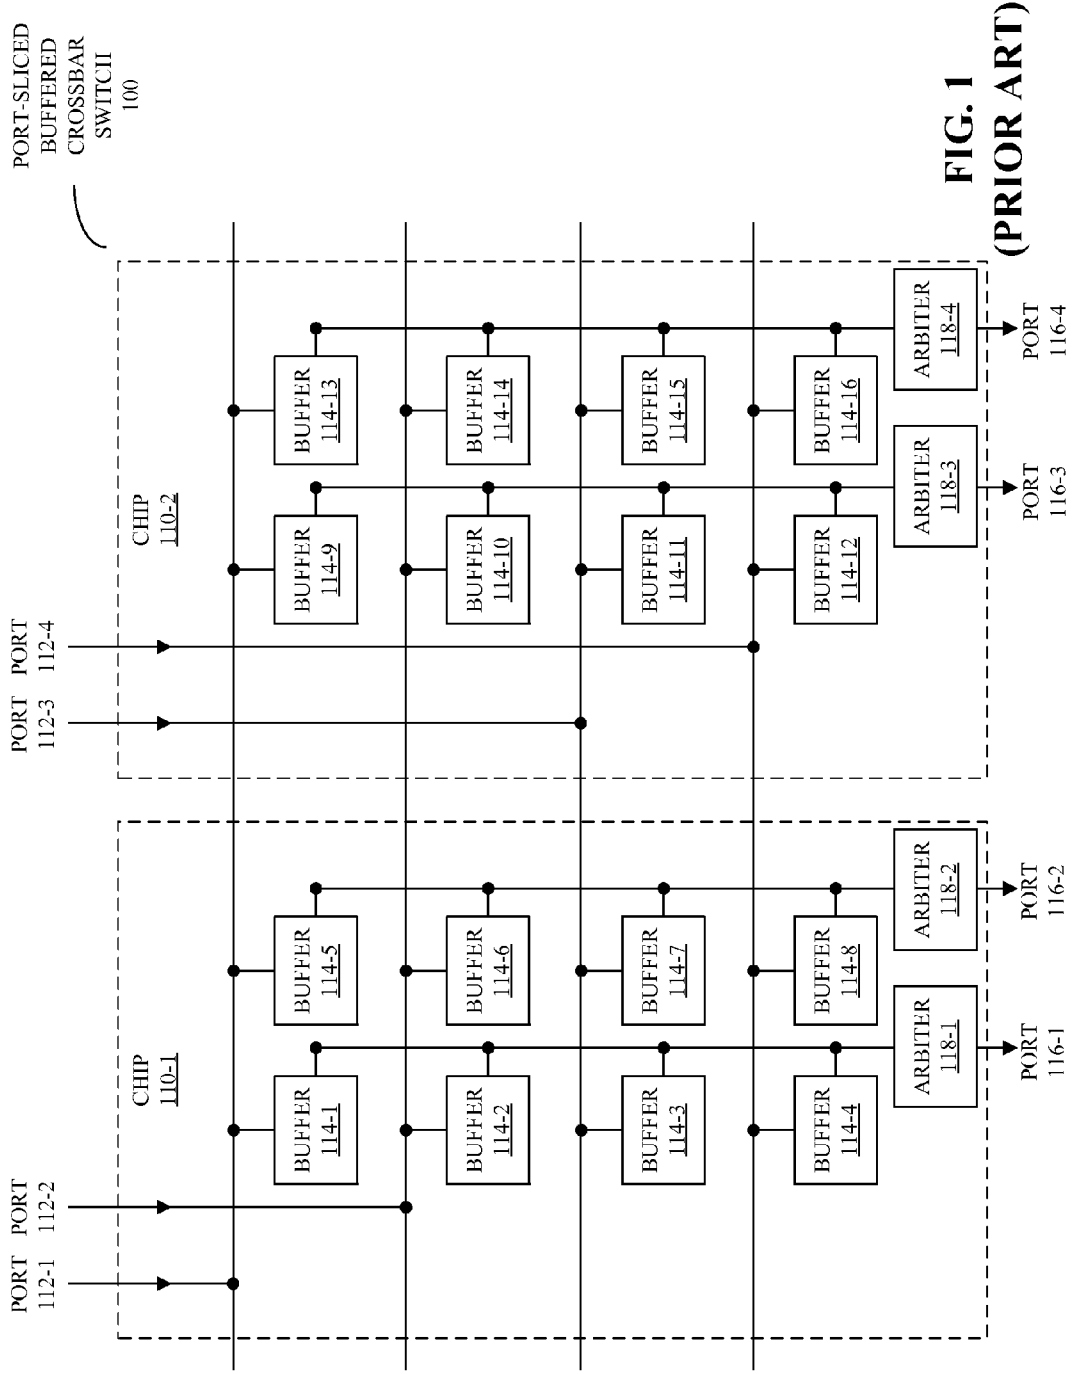 PORT
112-1
PORT
112-2
PORT
112-3
PORT
112-4
PORT-SLICED
BUFFERED
CROSSBAR
SWITCH
100
CHIP
110-1
CHIP
110-2
BUFFER
114-1
BUFFER
114-5
BUFFER
114-9
BUFFER
114-13
BUFFER
114-2
BUFFER
114-6
BUFFER
114-10
BUFFER
114-14
BUFFER
114-3
BUFFER
114-7
BUFFER
114-11
BUFFER
114-15
BUFFER
114-4
BUFFER
114-8
BUFFER
114-12
BUFFER
114-16
ARBITER
118-1
ARBITER
118-2
ARBITER
118-3
ARBITER
118-4
PORT
116-1
PORT
116-2
PORT
116-3
PORT
116-4
FIG. 1
(PRIOR ART)